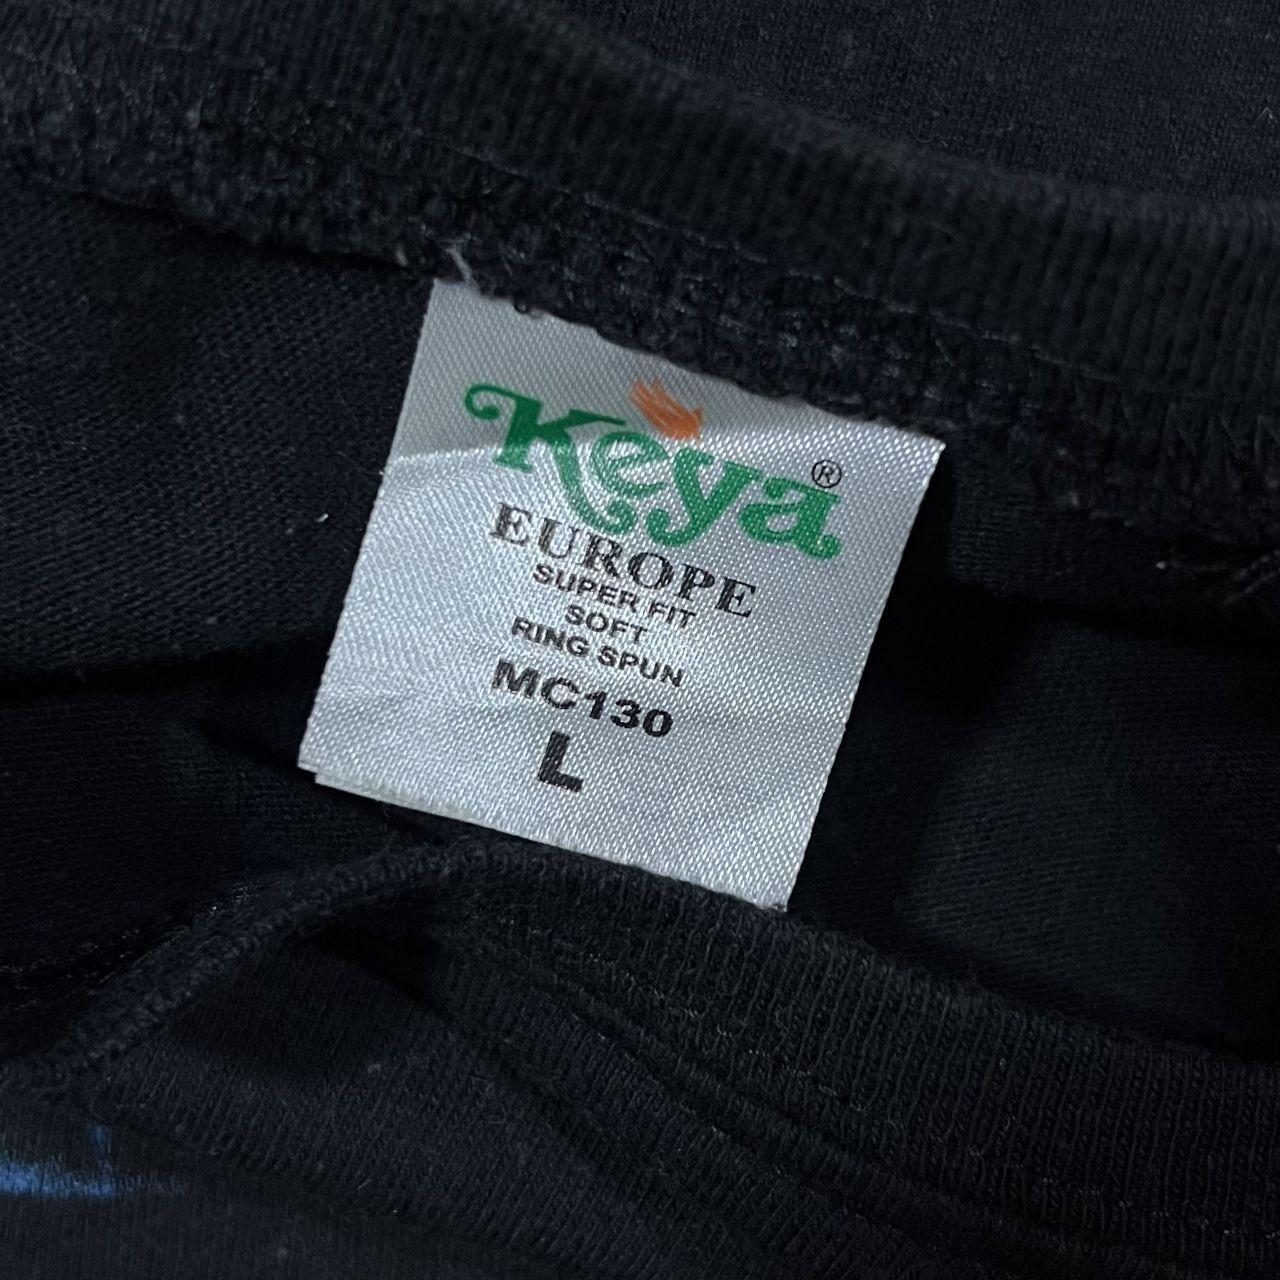 Keya®
EUROPE
SUPER FIT
SOFT
RING SPUN
MC130
L